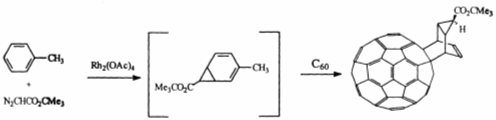 CO₂CMe₃
H
CH₃
+
N₂CHCO₂CMe₃
Rh₂(OAc)₄
Me₃CO₂C
CH₃
C₆₀